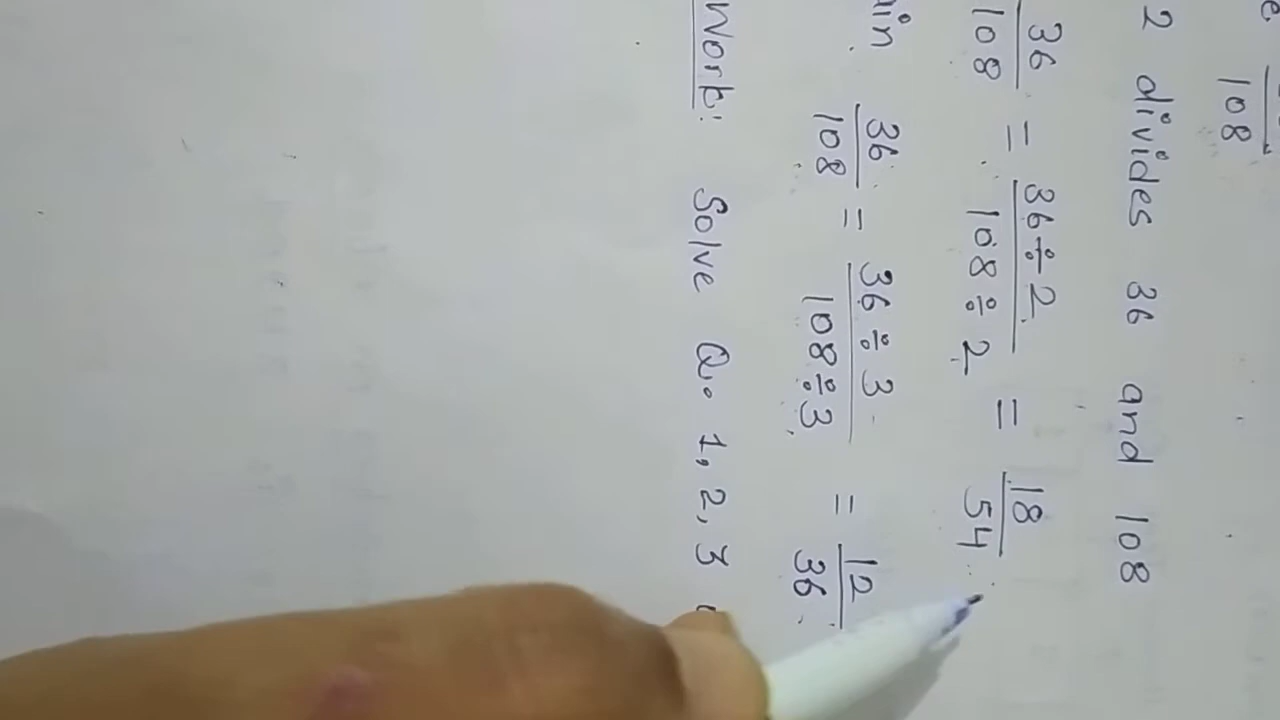 108
2 divides 36 and 108
36/108 = 36÷2/108÷2 = 18/54
36/108 = 36÷3/108÷3 = 12/36
Work: Solve Q. 1, 2, 3